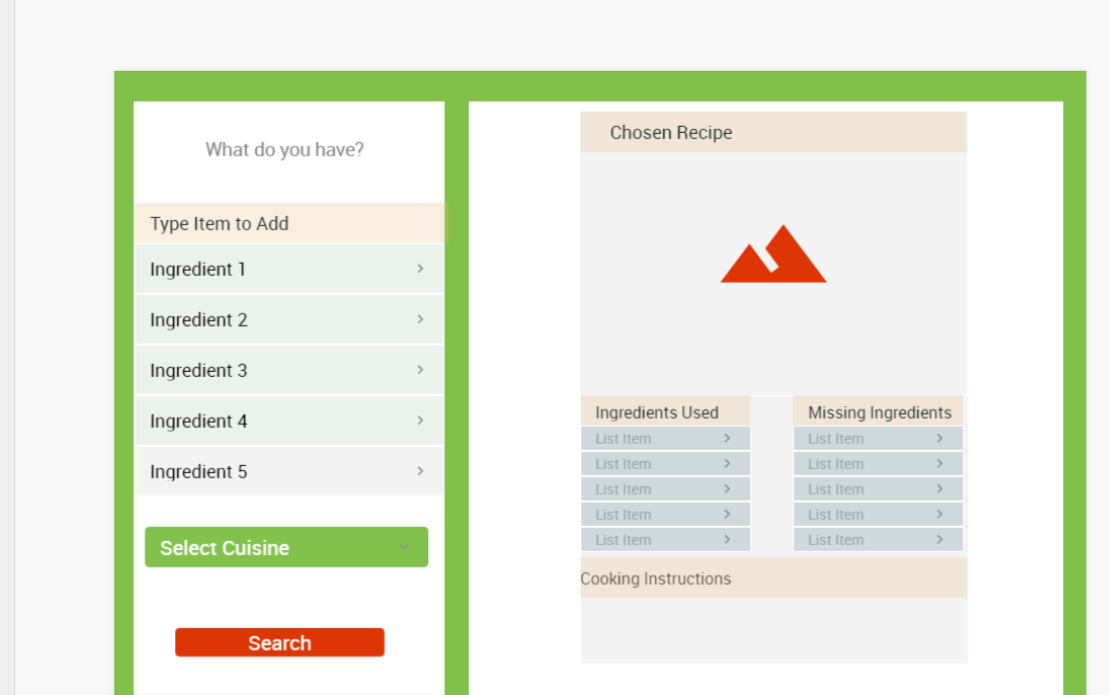 What do you have?
Type Item to Add
Ingredient 1
Ingredient 2
Ingredient 3
Ingredient 4
Ingredient 5
Select Cuisine
Search
Chosen Recipe
Ingredients Used
List Item
List Item
List Item
List Item
List Item
Missing Ingredients
List Item
List Item
List Item
List Item
List Item
Cooking Instructions